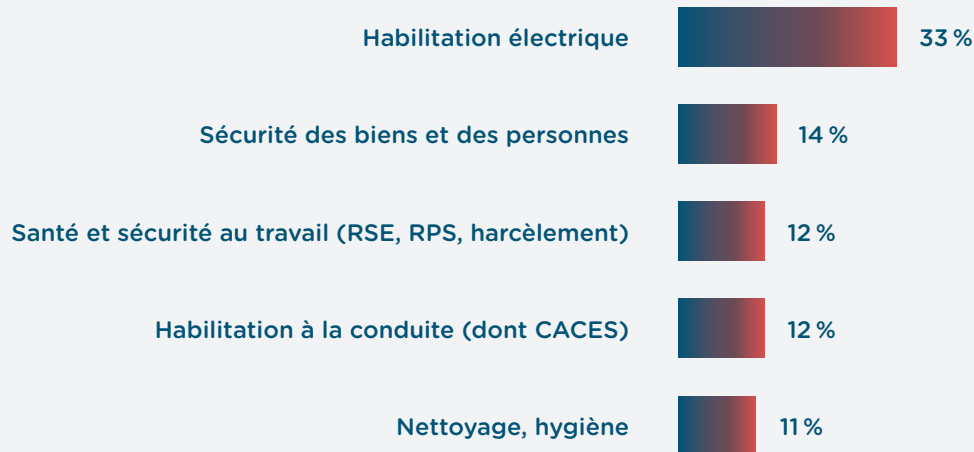 Habilitation électrique 33 %
Sécurité des biens et des personnes 14 %
Santé et sécurité au travail (RSE, RPS, harcèlement) 12 %
Habilitation à la conduite (dont CACES) 12 %
Nettoyage, hygiène 11 %